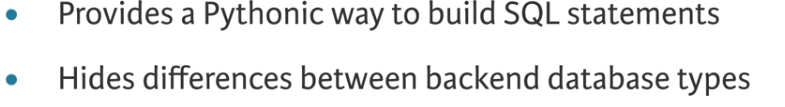 • Provides a Pythonic way to build SQL statements
• Hides differences between backend database types